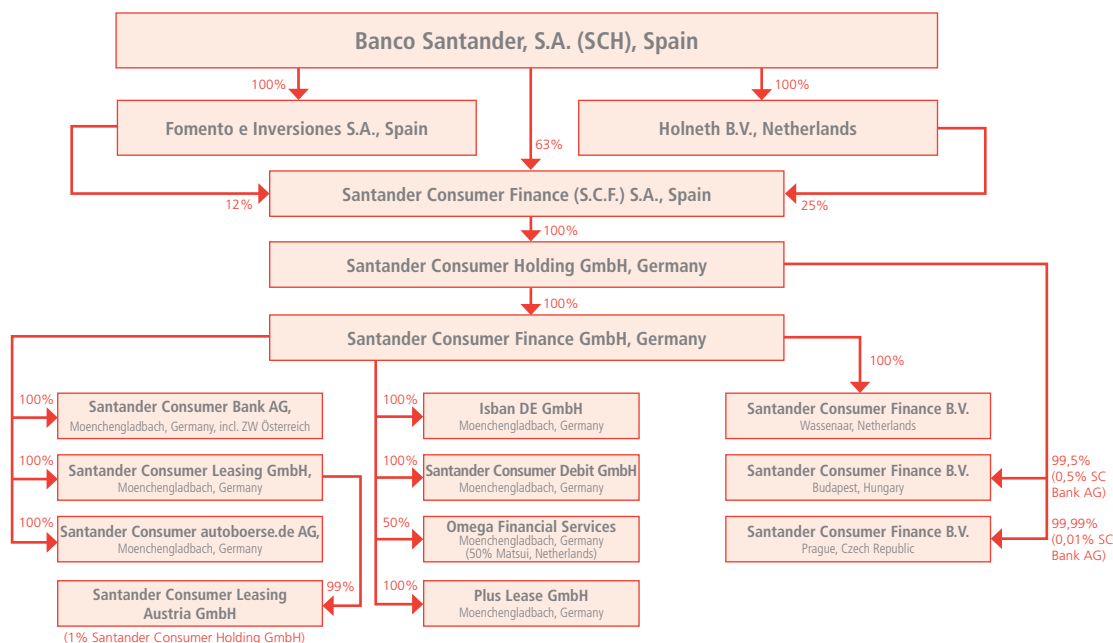 Banco Santander, S.A. (SCH), Spain
100%
100%
Fomento e Inversiones S.A., Spain
Holneth B.V., Netherlands
63%
Santander Consumer Finance (S.C.F.) S.A., Spain
12%
25%
100%
Santander Consumer Holding GmbH, Germany
100%
Santander Consumer Finance GmbH, Germany
100%
100%
Santander Consumer Bank AG,
Moenchengladbach, Germany, incl. ZW Österreich
100%
Isban DE GmbH
Moenchengladbach, Germany
Santander Consumer Finance B.V.
Wassenaar, Netherlands
100%
Santander Consumer Leasing GmbH,
Moenchengladbach, Germany
100%
Santander Consumer Debit GmbH
Moenchengladbach, Germany
Santander Consumer Finance B.V.
Budapest, Hungary
99,5%
(0,5% SC
Bank AG)
100%
Santander Consumer autoboerse.de AG,
Moenchengladbach, Germany
50%
Omega Financial Services
Moenchengladbach, Germany
(50% Matsui, Netherlands)
Santander Consumer Finance B.V.
Prague, Czech Republic
99,99%
(0,01% SC
Bank AG)
Santander Consumer Leasing
Austria GmbH
99%
(1% Santander Consumer Holding GmbH)
100%
Plus Lease GmbH
Moenchengladbach, Germany